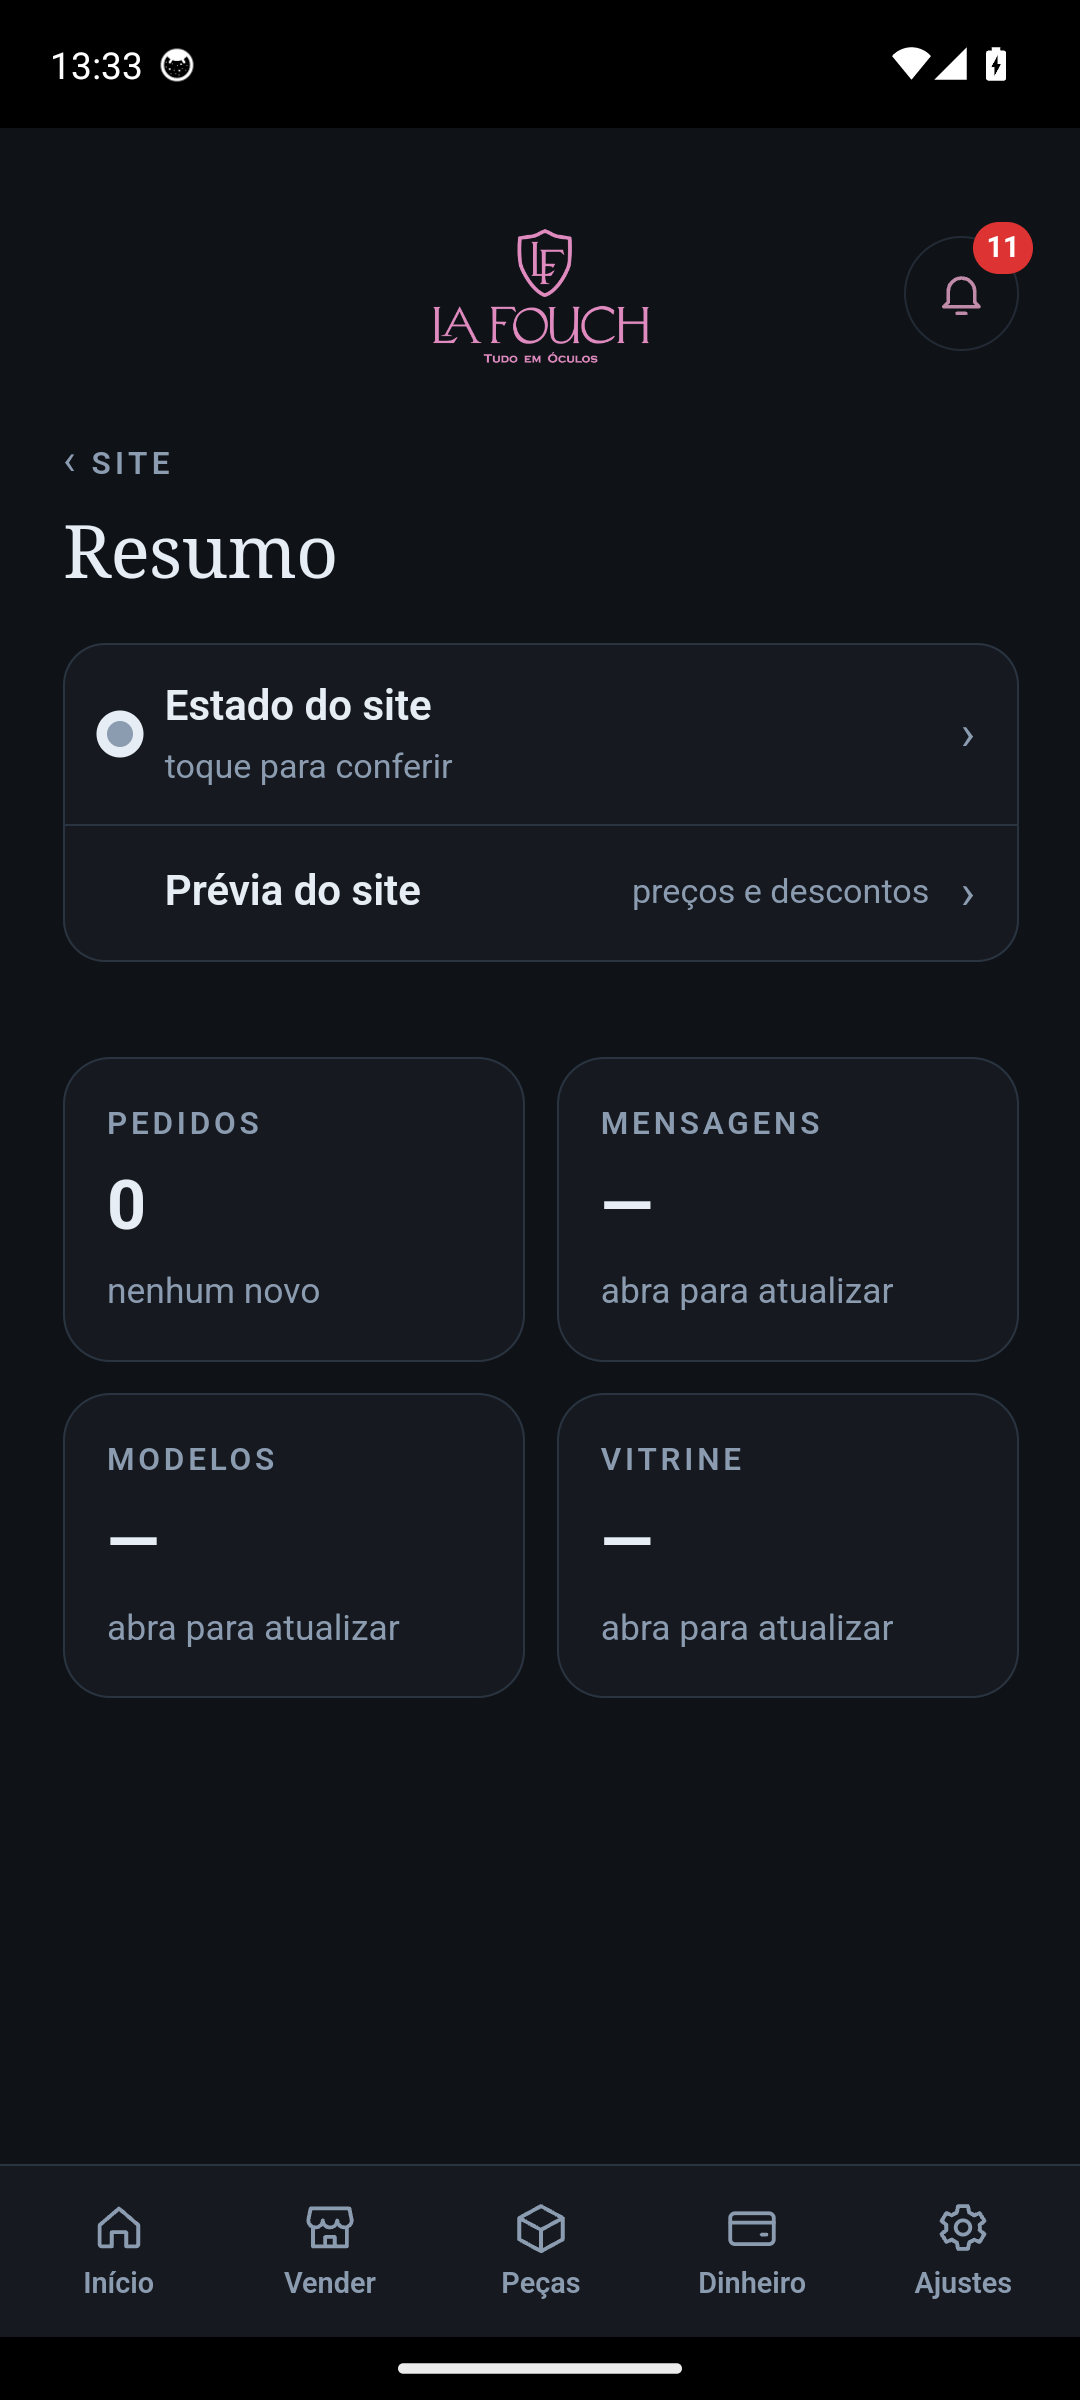 13:33
11
LF
LA FOUCH
Tudo em Óculos
‹ SITE
Resumo
Estado do site
toque para conferir
›
Prévia do site
preços e descontos ›
PEDIDOS
0
nenhum novo
MENSAGENS
—
abra para atualizar
MODELOS
—
abra para atualizar
VITRINE
—
abra para atualizar
Início
Vender
Peças
Dinheiro
Ajustes